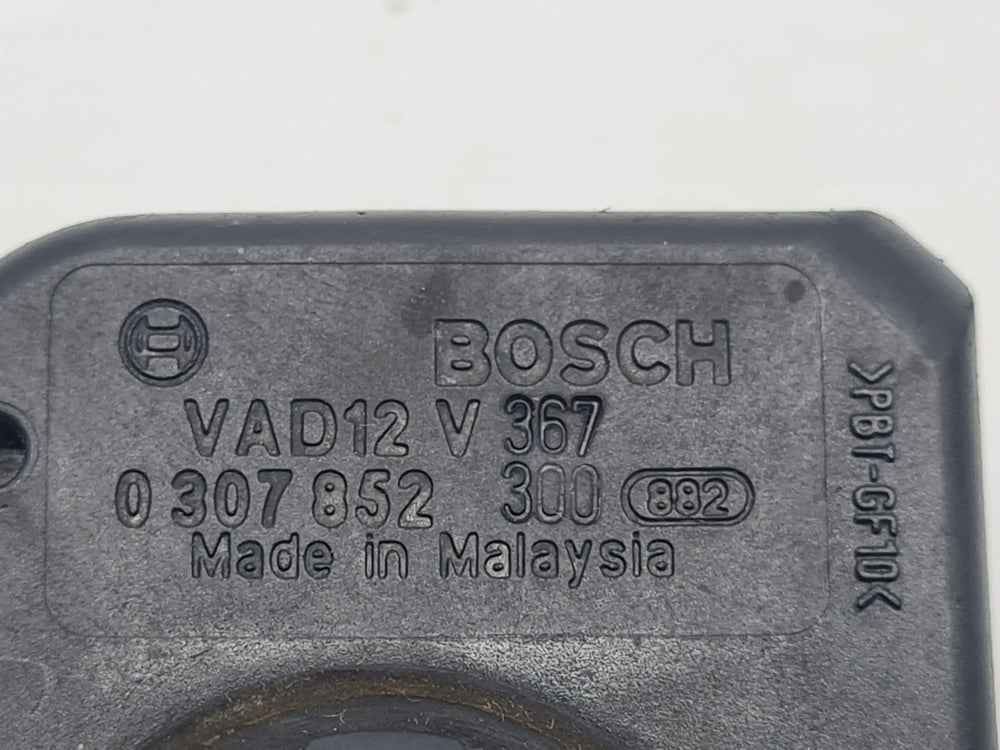 BOSCH
VAD12 V 367
0 307 852 300 882
Made in Malaysia
>PBT-GF10<